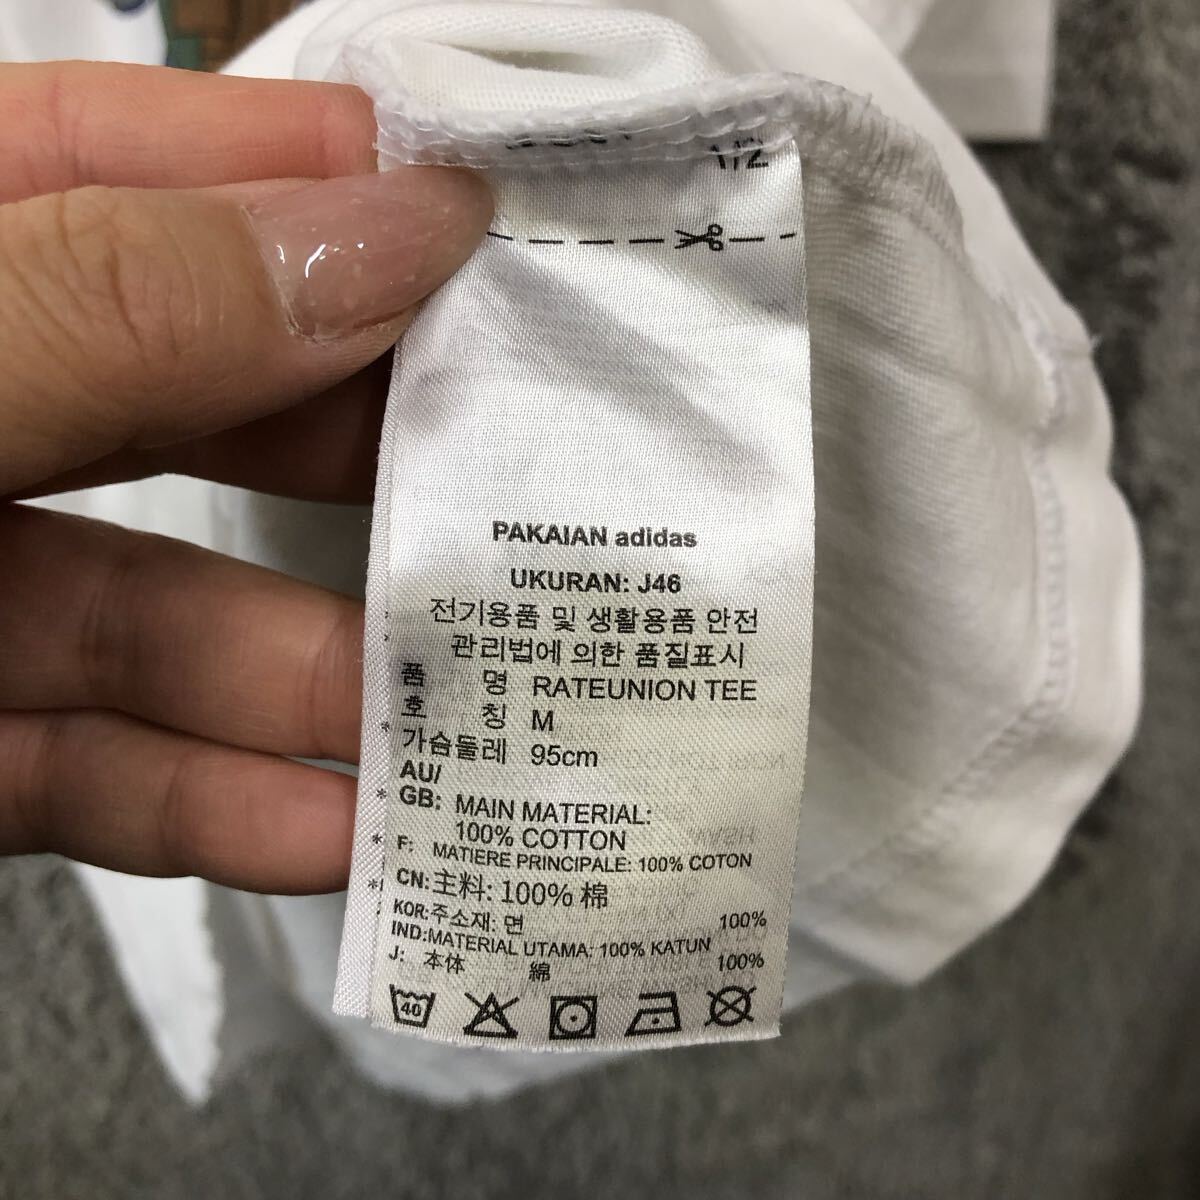 1/2
PAKAIAN adidas
UKURAN: J46
전기용품 및 생활용품 안전
관리법에 의한 품질표시
품 명 RATEUNION TEE
호 칭 M
가슴둘레 95cm
AU/
GB: MAIN MATERIAL:
100% COTTON
F: MATIERE PRINCIPALE: 100% COTON
CN:主料: 100% 棉
KOR:주소재: 면 100%
IND:MATERIAL UTAMA: 100% KATUN
J: 本体 綿 100%
40